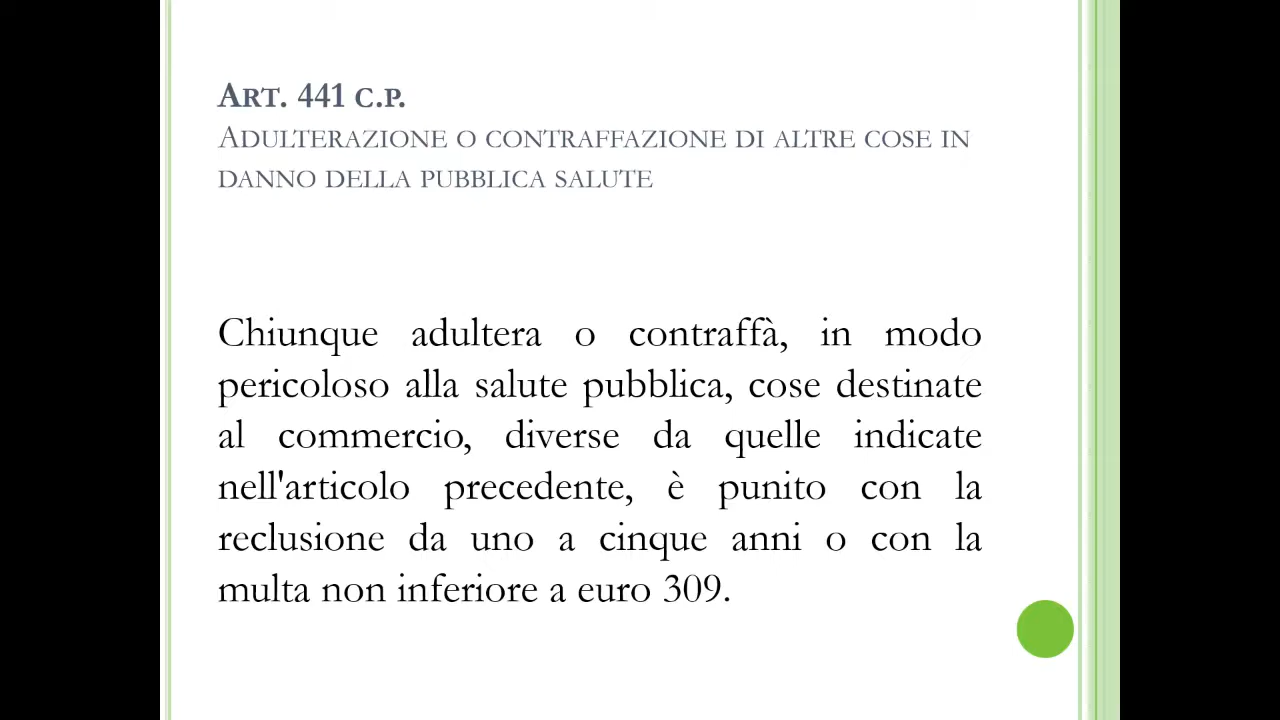 ART. 441 C.P.
ADULTERAZIONE O CONTRAFFAZIONE DI ALTRE COSE IN
DANNO DELLA PUBBLICA SALUTE
Chiunque adultera o contraffà, in modo
pericoloso alla salute pubblica, cose destinate
al commercio, diverse da quelle indicate
nell'articolo precedente, è punito con la
reclusione da uno a cinque anni o con la
multa non inferiore a euro 309.